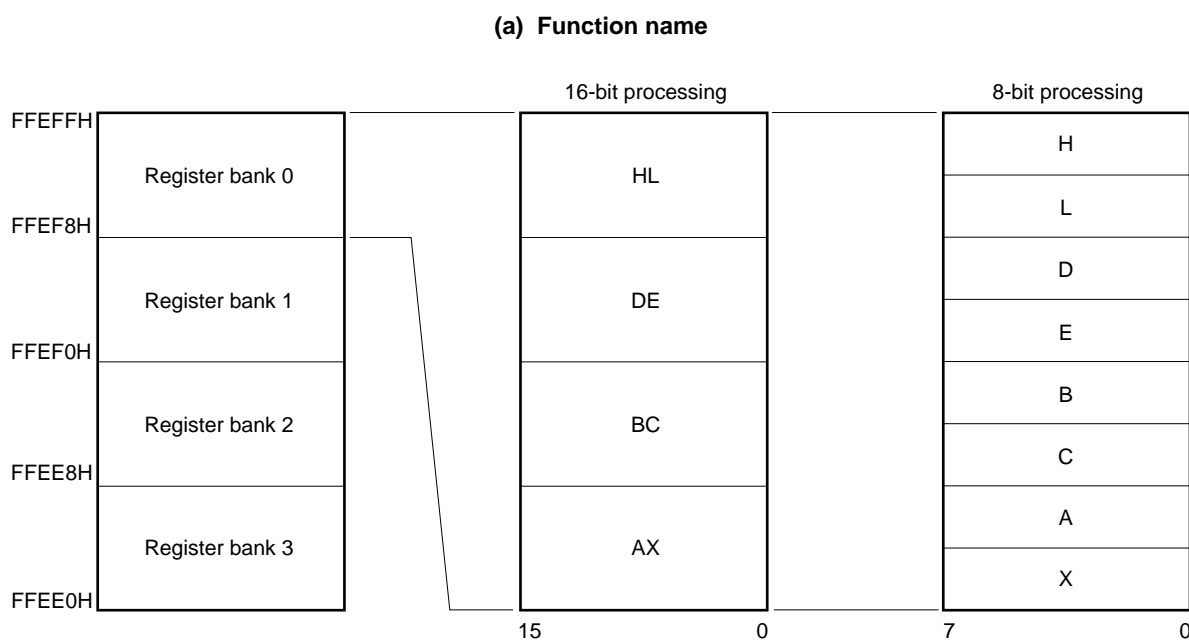 (a) Function name
16-bit processing
8-bit processing
FFEFFH
Register bank 0
HL
H
L
FFEF8H
Register bank 1
DE
D
E
FFEF0H
Register bank 2
BC
B
C
FFEE8H
Register bank 3
AX
A
X
FFEE0H
15 0
7 0